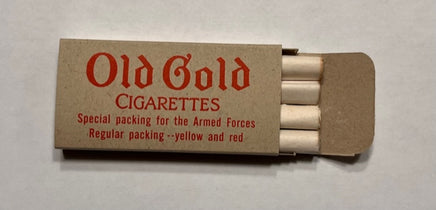 Old Gold
CIGARETTES
Special packing for the Armed Forces
Regular packing--yellow and red